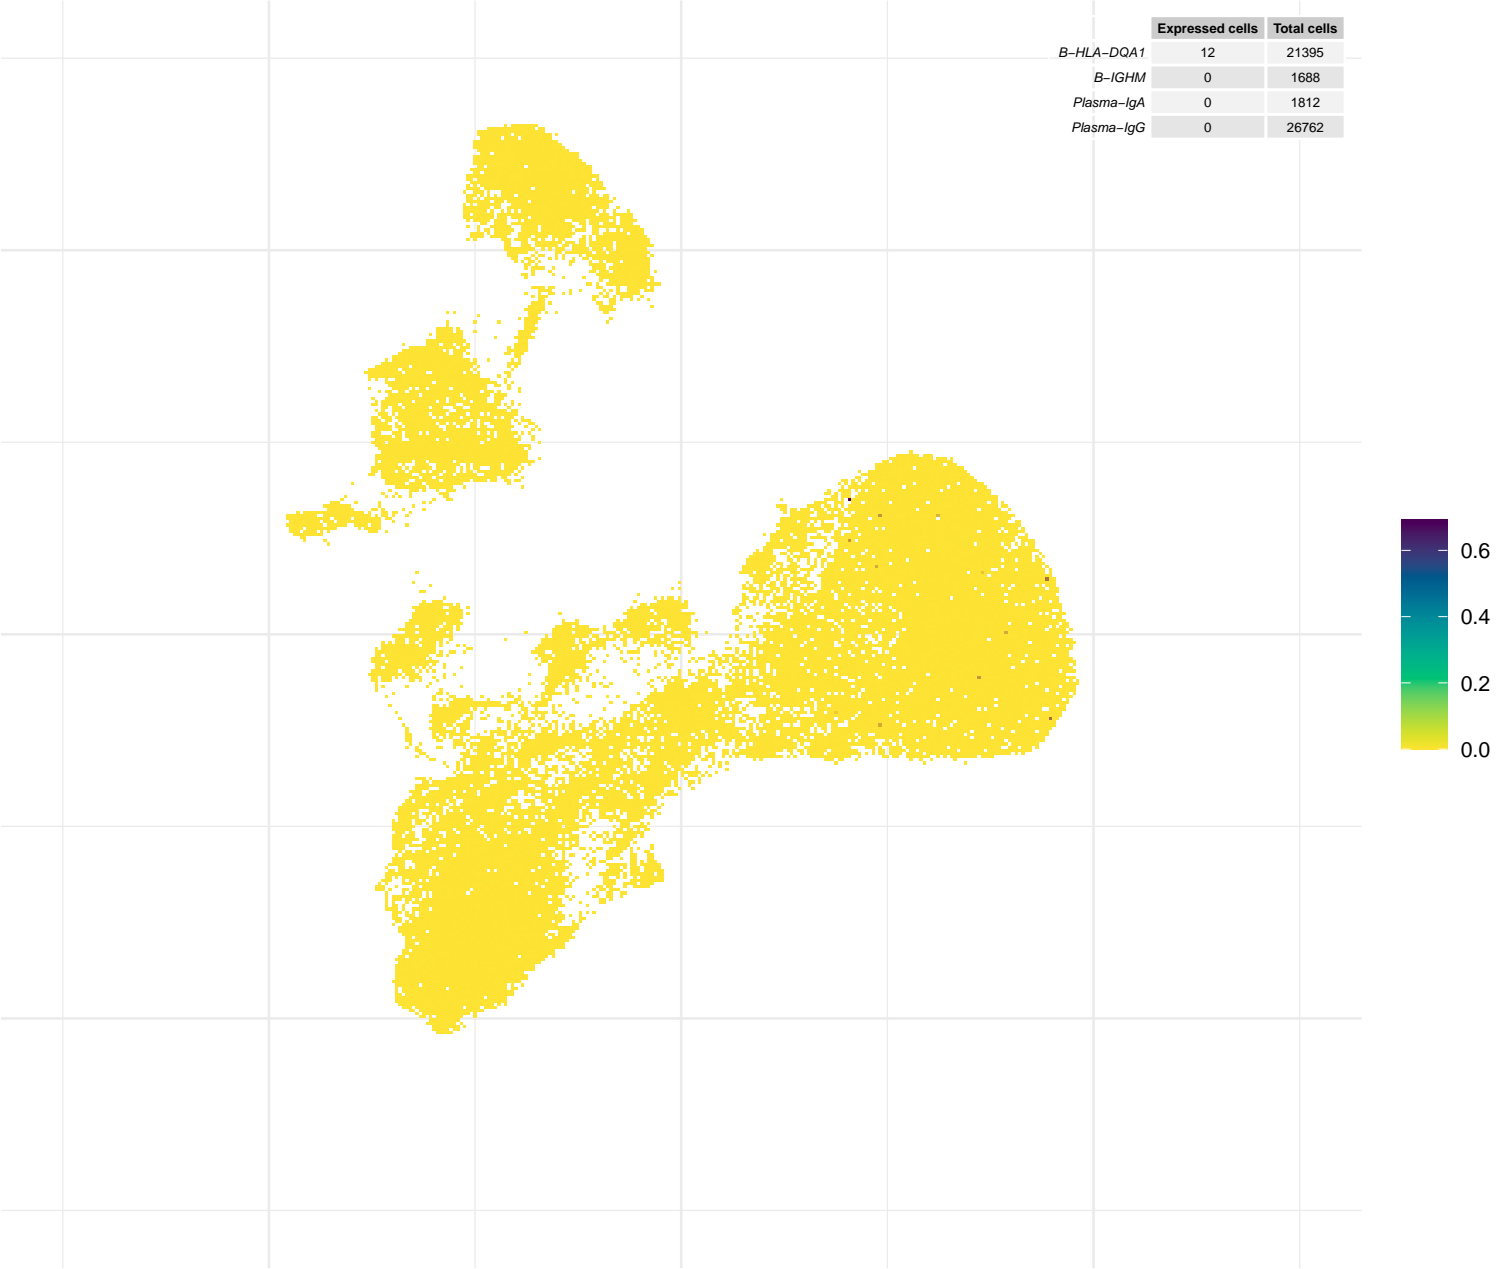 Expressed cells Total cells
B−HLA−DQA1 12 21395
B−IGHM 0 1688
Plasma−IgA 0 1812
Plasma−IgG 0 26762
0.6
0.4
0.2
0.0